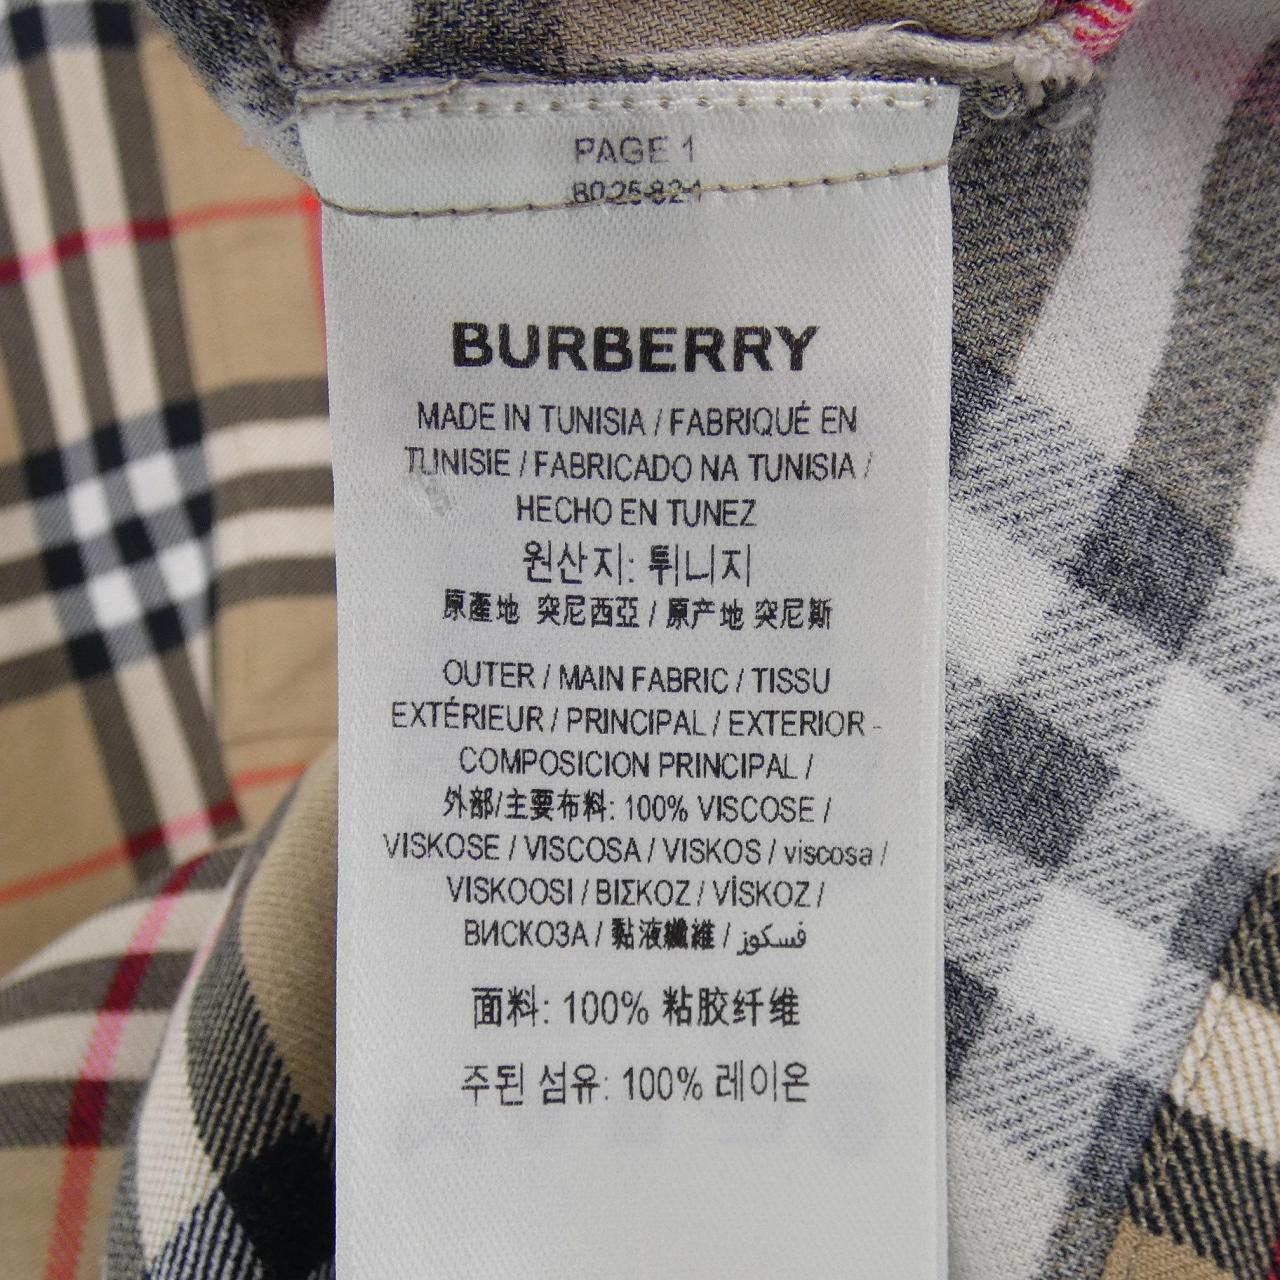 PAGE 1
80 25 824
BURBERRY
MADE IN TUNISIA / FABRIQUÉ EN
TUNISIE / FABRICADO NA TUNISIA /
HECHO EN TUNEZ
원산지: 튀니지
原產地 突尼西亞 / 原产地 突尼斯
OUTER / MAIN FABRIC / TISSU
EXTÉRIEUR / PRINCIPAL / EXTERIOR -
COMPOSICION PRINCIPAL /
外部/主要布料: 100% VISCOSE /
VISKOSE / VISCOSA / VISKOS / viscosa /
VISKOOSI / ΒΙΣΚΟΖ / VİSKOZ /
ВИСКОЗА / 黏液纖維 / فسكوز
面料: 100% 粘胶纤维
주된 섬유: 100% 레이온